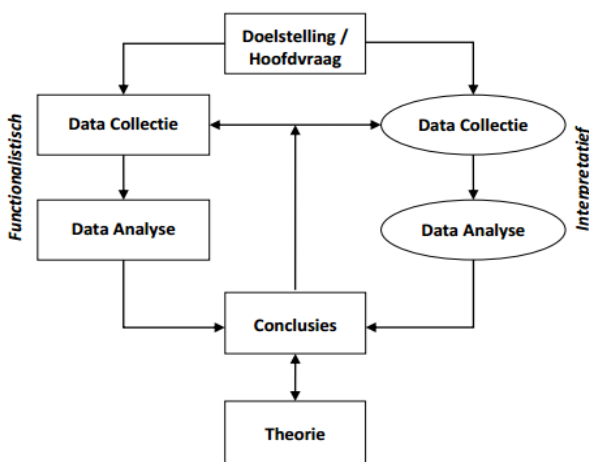 Doelstelling /
Hoofdvraag
Functionalistisch
Data Collectie
Data Collectie
Interpretatief
Data Analyse
Data Analyse
Conclusies
Theorie